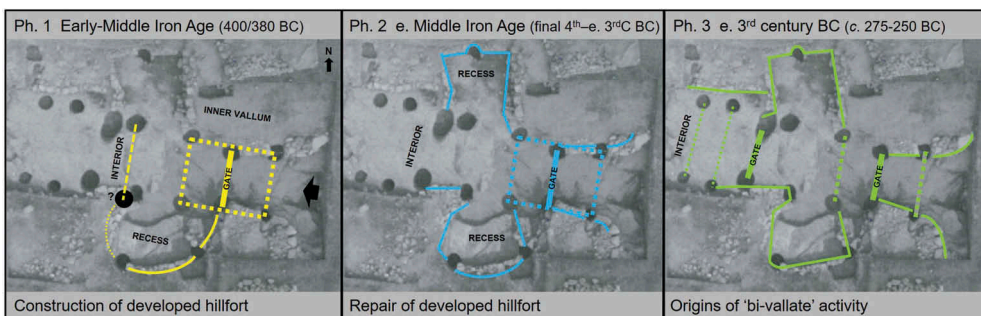 Ph. 1 Early-Middle Iron Age (400/380 BC)
N
INNER VALLUM
INTERIOR
GATE
?
RECESS
Construction of developed hillfort
Ph. 2 e. Middle Iron Age (final 4th–e. 3rdC BC)
RECESS
INTERIOR
GATE
RECESS
Repair of developed hillfort
Ph. 3 e. 3rd century BC (c. 275-250 BC)
INTERIOR
GATE
GATE
Origins of ‘bi-vallate’ activity